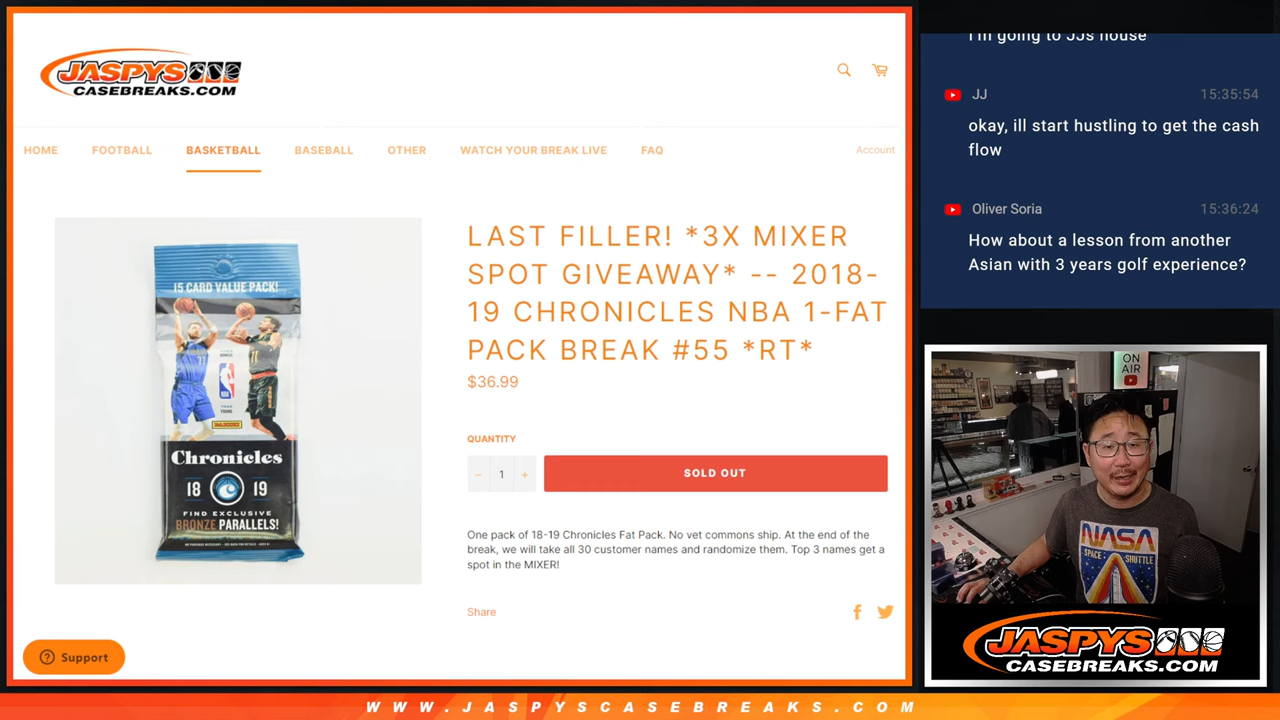 JASPYS
CASEBREAKS.COM
HOME
FOOTBALL
BASKETBALL
BASEBALL
OTHER
WATCH YOUR BREAK LIVE
FAQ
Account
15 CARD VALUE PACK!
NBA
PANINI
Chronicles
18 19
FIND EXCLUSIVE
BRONZE PARALLELS!
LAST FILLER! *3X MIXER
SPOT GIVEAWAY* -- 2018-
19 CHRONICLES NBA 1-FAT
PACK BREAK #55 *RT*
$36.99
QUANTITY
− 1 +
SOLD OUT
One pack of 18-19 Chronicles Fat Pack. No vet commons ship. At the end of the
break, we will take all 30 customer names and randomize them. Top 3 names get a
spot in the MIXER!
Share
Support
I'm going to JJs house
JJ 15:35:54
okay, ill start hustling to get the cash
flow
Oliver Soria 15:36:24
How about a lesson from another
Asian with 3 years golf experience?
ON
AIR
NASA
SPACE SHUTTLE
JASPYS
CASEBREAKS.COM
WWW.JASPYSCASEBREAKS.COM